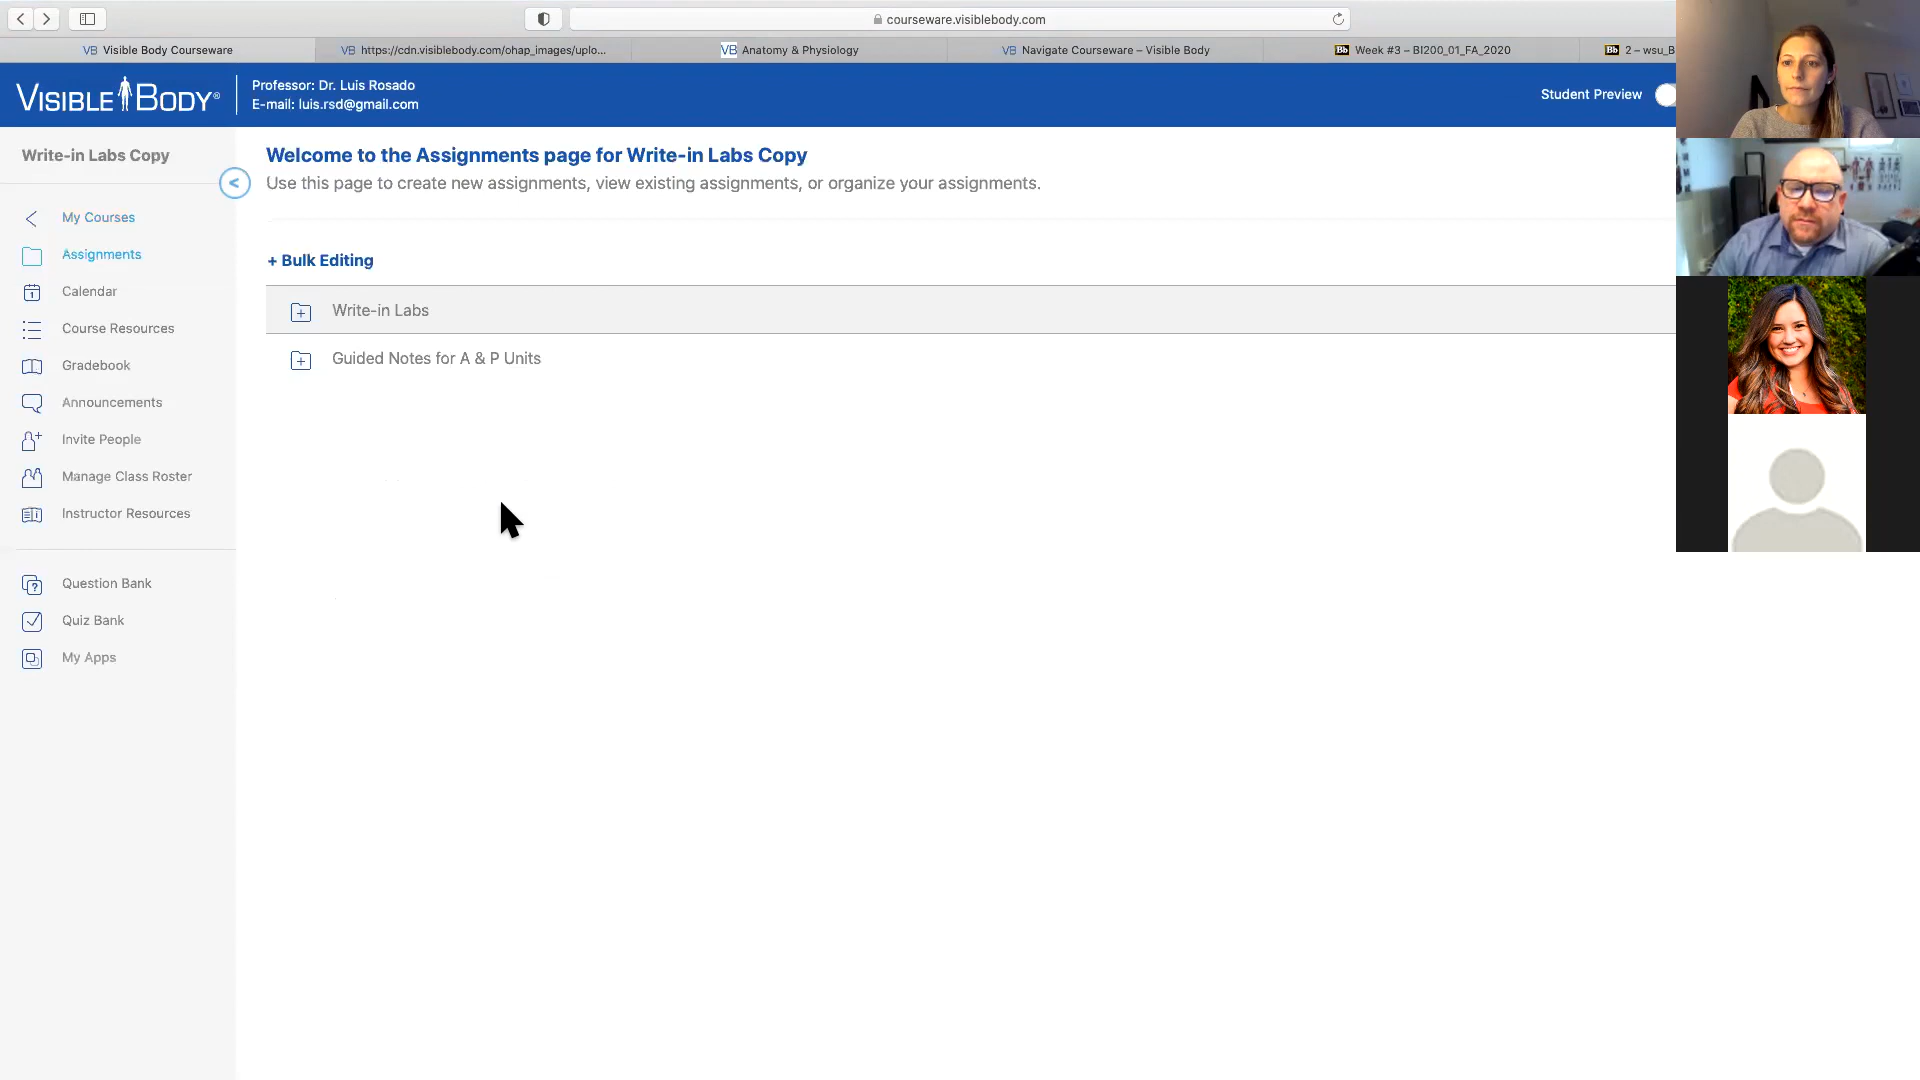 courseware.visiblebody.com
VB Visible Body Courseware
VB https://cdn.visiblebody.com/ohap_images/uplo...
VB Anatomy & Physiology
VB Navigate Courseware – Visible Body
Bb Week #3 – BI200_01_FA_2020
Bb 2 – wsu_B
VISIBLE BODY®
Professor: Dr. Luis Rosado
E-mail: luis.rsd@gmail.com
Student Preview
Write-in Labs Copy
<
My Courses
Assignments
1 Calendar
Course Resources
Gradebook
Announcements
Invite People
Manage Class Roster
Instructor Resources
? Question Bank
Quiz Bank
My Apps
Welcome to the Assignments page for Write-in Labs Copy
Use this page to create new assignments, view existing assignments, or organize your assignments.
+ Bulk Editing
Write-in Labs
Guided Notes for A & P Units